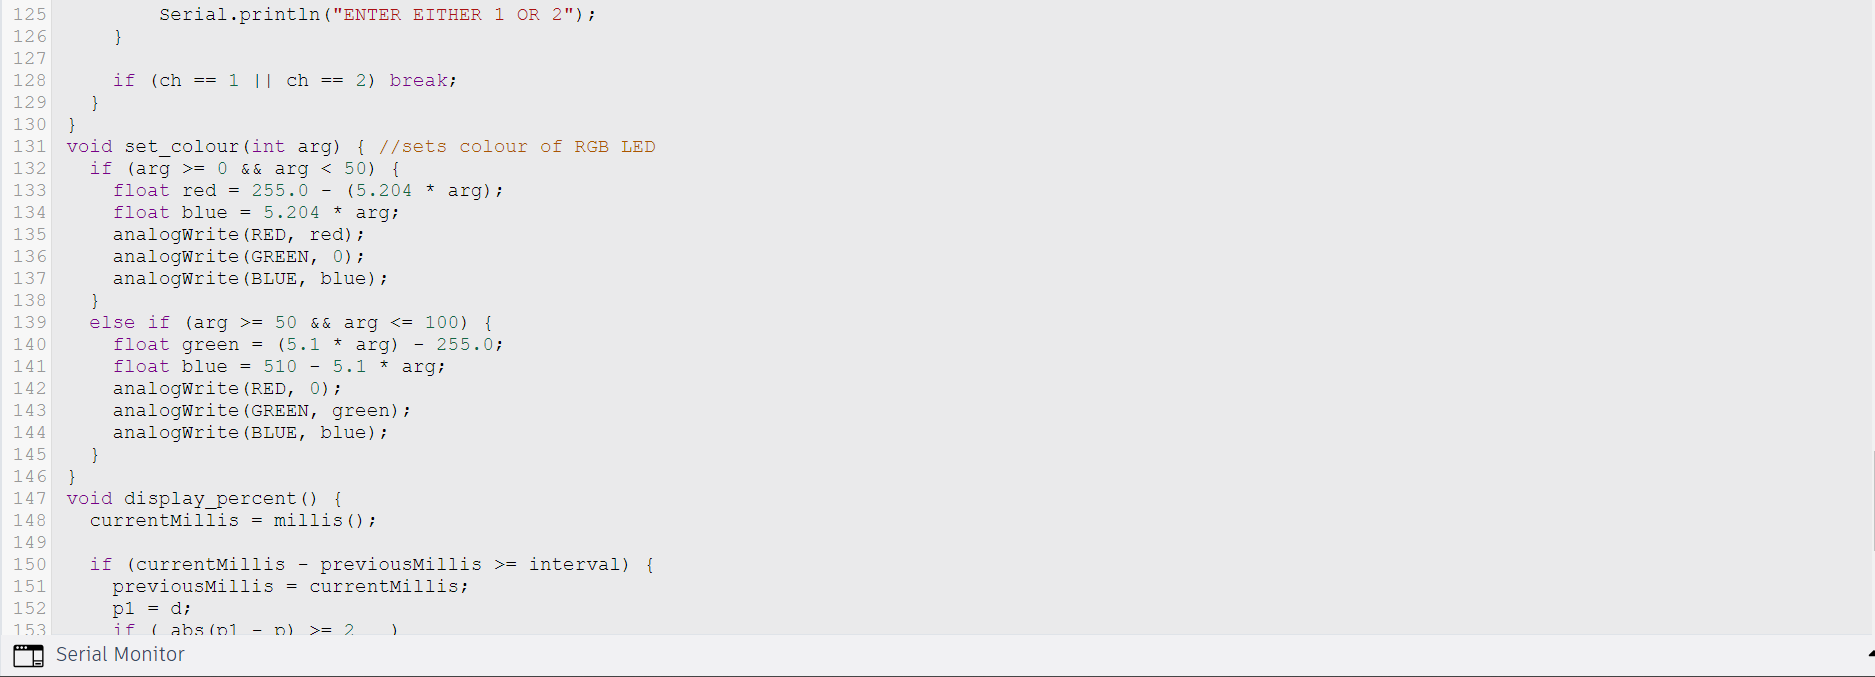 125 Serial.println("ENTER EITHER 1 OR 2");
126 }
127
128 if (ch == 1 || ch == 2) break;
129 }
130 }
131 void set_colour(int arg) { //sets colour of RGB LED
132 if (arg >= 0 && arg < 50) {
133 float red = 255.0 - (5.204 * arg);
134 float blue = 5.204 * arg;
135 analogWrite(RED, red);
136 analogWrite(GREEN, 0);
137 analogWrite(BLUE, blue);
138 }
139 else if (arg >= 50 && arg <= 100) {
140 float green = (5.1 * arg) - 255.0;
141 float blue = 510 - 5.1 * arg;
142 analogWrite(RED, 0);
143 analogWrite(GREEN, green);
144 analogWrite(BLUE, blue);
145 }
146 }
147 void display_percent() {
148 currentMillis = millis();
149
150 if (currentMillis - previousMillis >= interval) {
151 previousMillis = currentMillis;
152 p1 = d;
153 if ( abs(p1 - p) >= 2 )
Serial Monitor